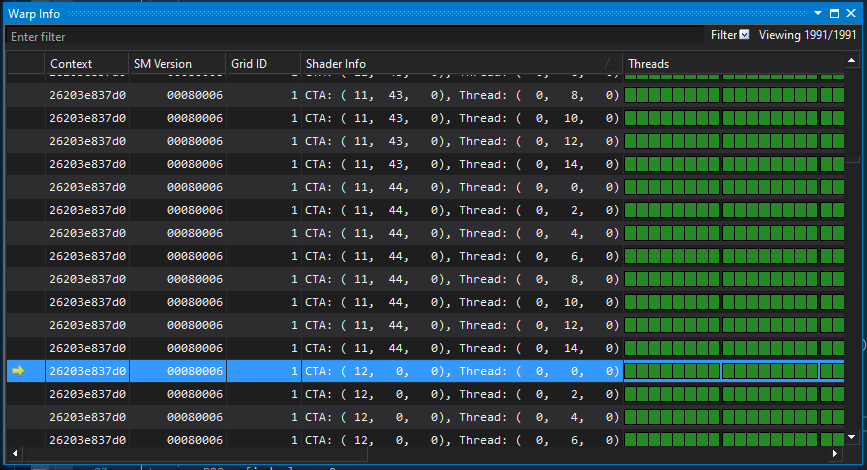 Warp Info
Enter filter Filter Viewing 1991/1991
Context SM Version Grid ID Shader Info Threads
26203e837d0 00080006 1 CTA: ( 11, 43, 0), Thread: ( 0, 8, 0)
26203e837d0 00080006 1 CTA: ( 11, 43, 0), Thread: ( 0, 10, 0)
26203e837d0 00080006 1 CTA: ( 11, 43, 0), Thread: ( 0, 12, 0)
26203e837d0 00080006 1 CTA: ( 11, 43, 0), Thread: ( 0, 14, 0)
26203e837d0 00080006 1 CTA: ( 11, 44, 0), Thread: ( 0, 0, 0)
26203e837d0 00080006 1 CTA: ( 11, 44, 0), Thread: ( 0, 2, 0)
26203e837d0 00080006 1 CTA: ( 11, 44, 0), Thread: ( 0, 4, 0)
26203e837d0 00080006 1 CTA: ( 11, 44, 0), Thread: ( 0, 6, 0)
26203e837d0 00080006 1 CTA: ( 11, 44, 0), Thread: ( 0, 8, 0)
26203e837d0 00080006 1 CTA: ( 11, 44, 0), Thread: ( 0, 10, 0)
26203e837d0 00080006 1 CTA: ( 11, 44, 0), Thread: ( 0, 12, 0)
26203e837d0 00080006 1 CTA: ( 11, 44, 0), Thread: ( 0, 14, 0)
26203e837d0 00080006 1 CTA: ( 12, 0, 0), Thread: ( 0, 0, 0)
26203e837d0 00080006 1 CTA: ( 12, 0, 0), Thread: ( 0, 2, 0)
26203e837d0 00080006 1 CTA: ( 12, 0, 0), Thread: ( 0, 4, 0)
26203e837d0 00080006 1 CTA: ( 12, 0, 0), Thread: ( 0, 6, 0)